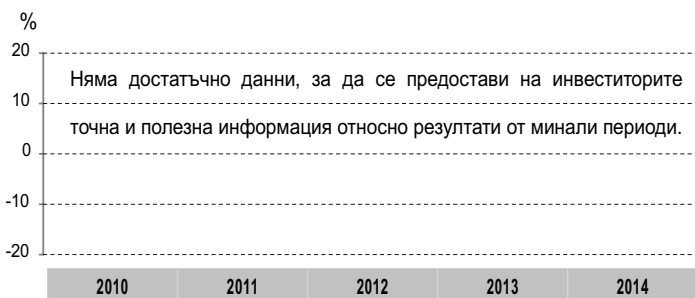 %
20
Няма достатъчно данни, за да се предостави на инвеститорите
10
точна и полезна информация относно резултати от минали периоди.
0
-10
-20
2010 2011 2012 2013 2014